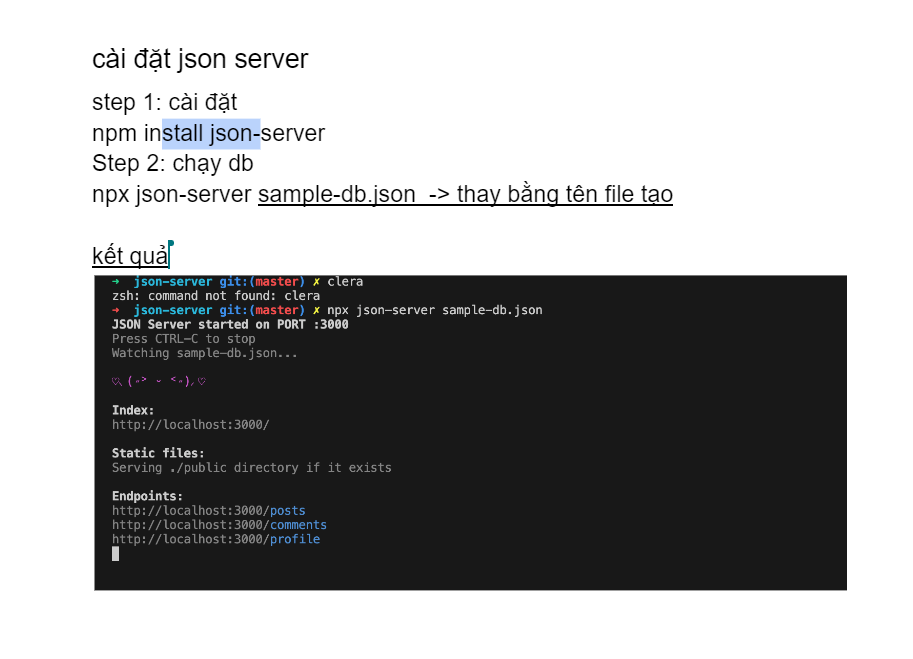 cài đặt json server
step 1: cài đặt
npm install json-server
Step 2: chạy db
npx json-server sample-db.json  -> thay bằng tên file tạo
kết quả
➜  json-server git:(master) ✗ clera
zsh: command not found: clera
➜  json-server git:(master) ✗ npx json-server sample-db.json
JSON Server started on PORT :3000
Press CTRL-C to stop
Watching sample-db.json...
Index:
http://localhost:3000/
Static files:
Serving ./public directory if it exists
Endpoints:
http://localhost:3000/posts
http://localhost:3000/comments
http://localhost:3000/profile